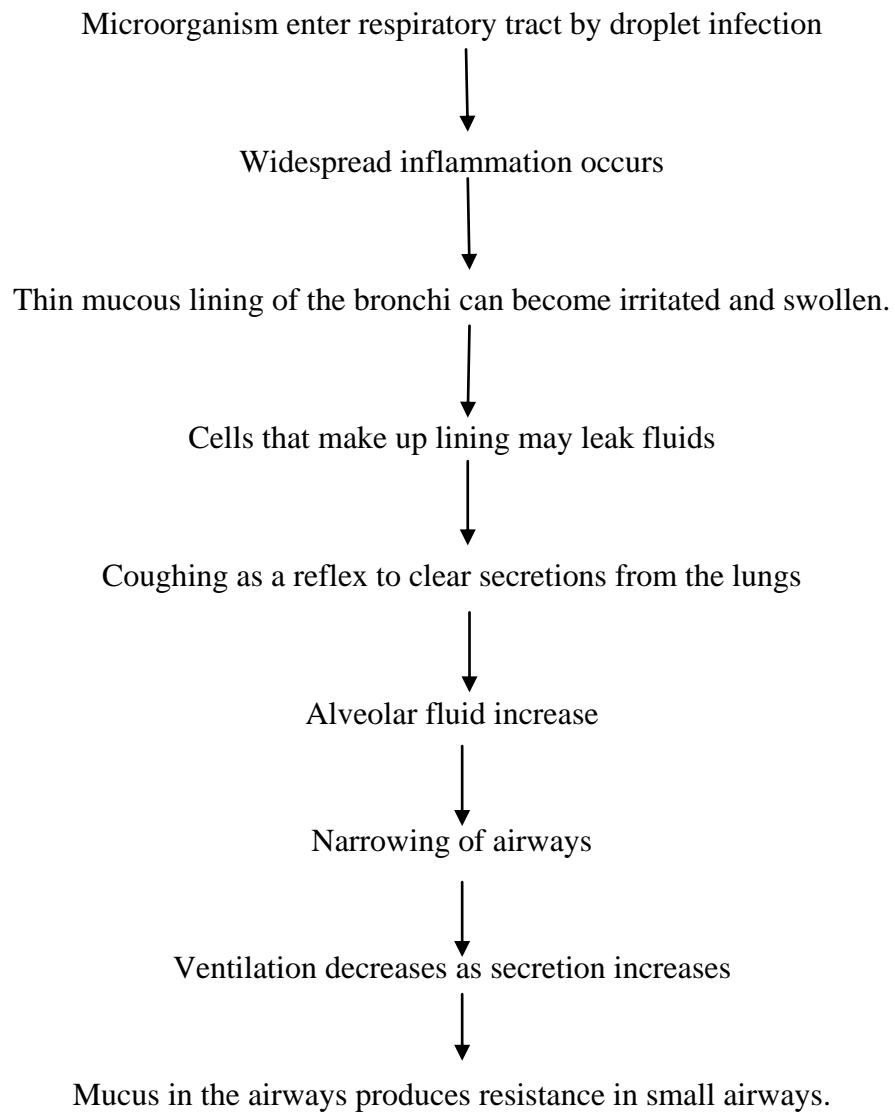 Microorganism enter respiratory tract by droplet infection
Widespread inflammation occurs
Thin mucous lining of the bronchi can become irritated and swollen.
Cells that make up lining may leak fluids
Coughing as a reflex to clear secretions from the lungs
Alveolar fluid increase
Narrowing of airways
Ventilation decreases as secretion increases
Mucus in the airways produces resistance in small airways.